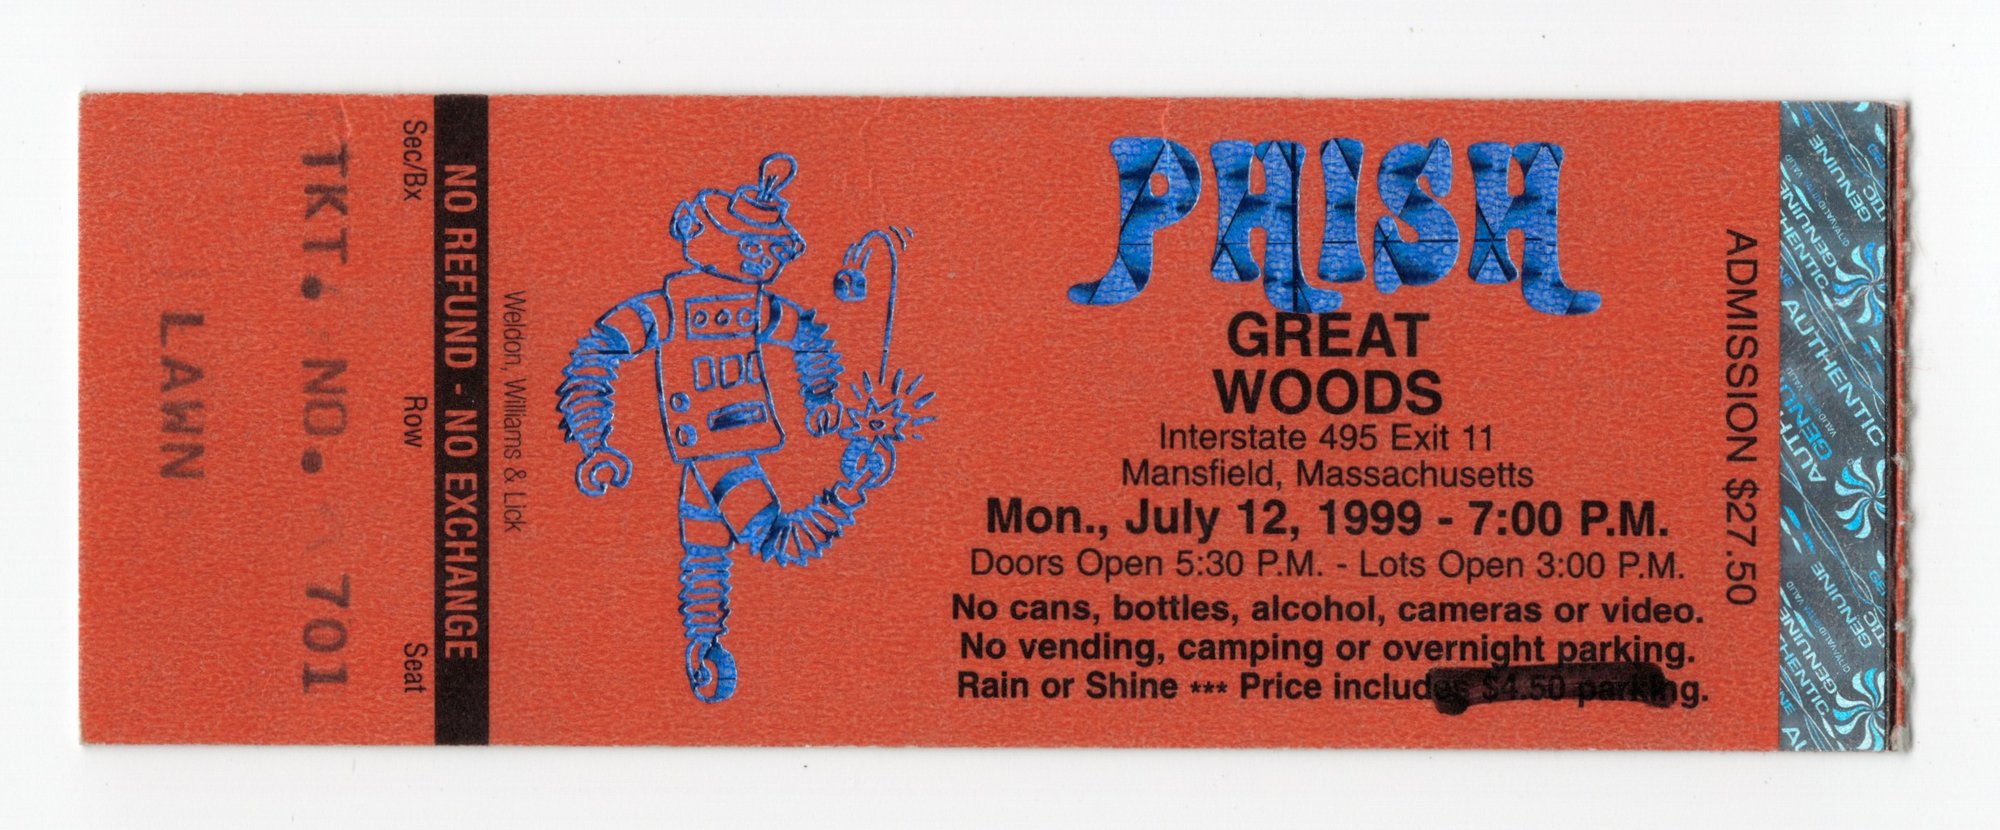 PHISH
GREAT
WOODS
Interstate 495 Exit 11
Mansfield, Massachusetts
Mon., July 12, 1999 - 7:00 P.M.
Doors Open 5:30 P.M. - Lots Open 3:00 P.M.
No cans, bottles, alcohol, cameras or video.
No vending, camping or overnight parking.
Rain or Shine *** Price includes $4.50 parking.
ADMISSION $27.50
AUTHENTIC
GENUINE
Weldon, Williams & Lick
NO REFUND - NO EXCHANGE
Sec/Bx Row Seat
TKT. NO. 701
LAWN